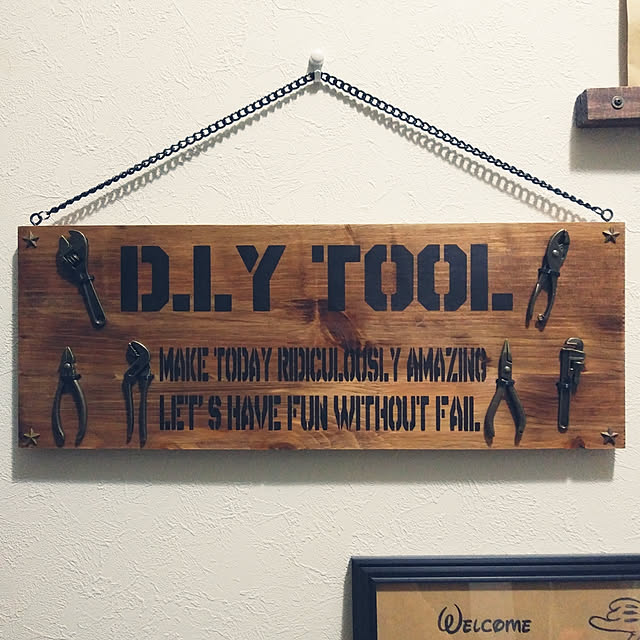 D.I.Y TOOL
MAKE TODAY RIDICULOUSLY AMAZING
LET'S HAVE FUN WITHOUT FAIL
WELCOME